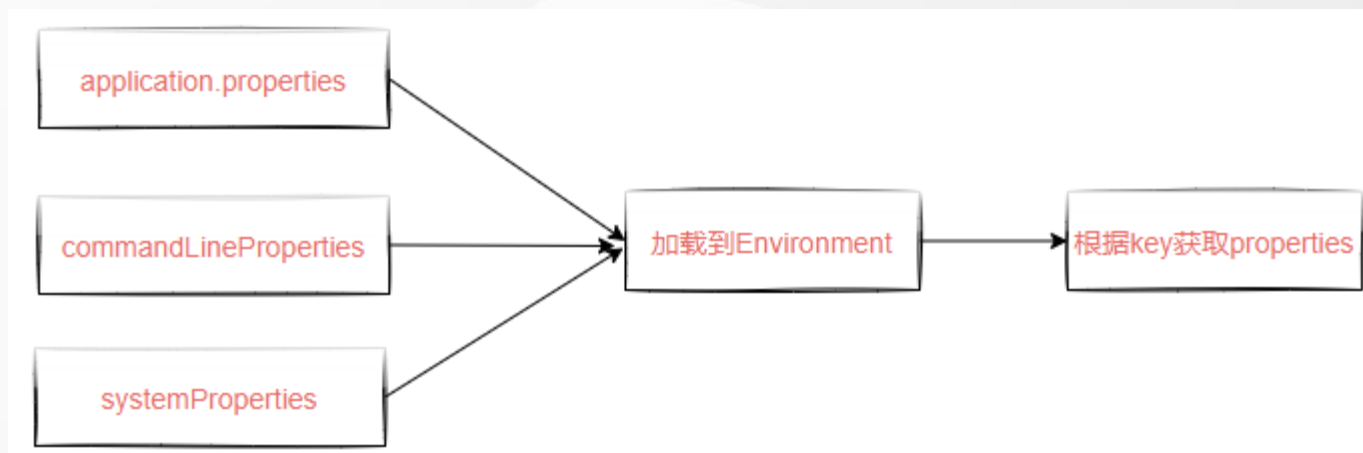 application.properties
commandLineProperties
加载到Environment
根据key获取properties
systemProperties